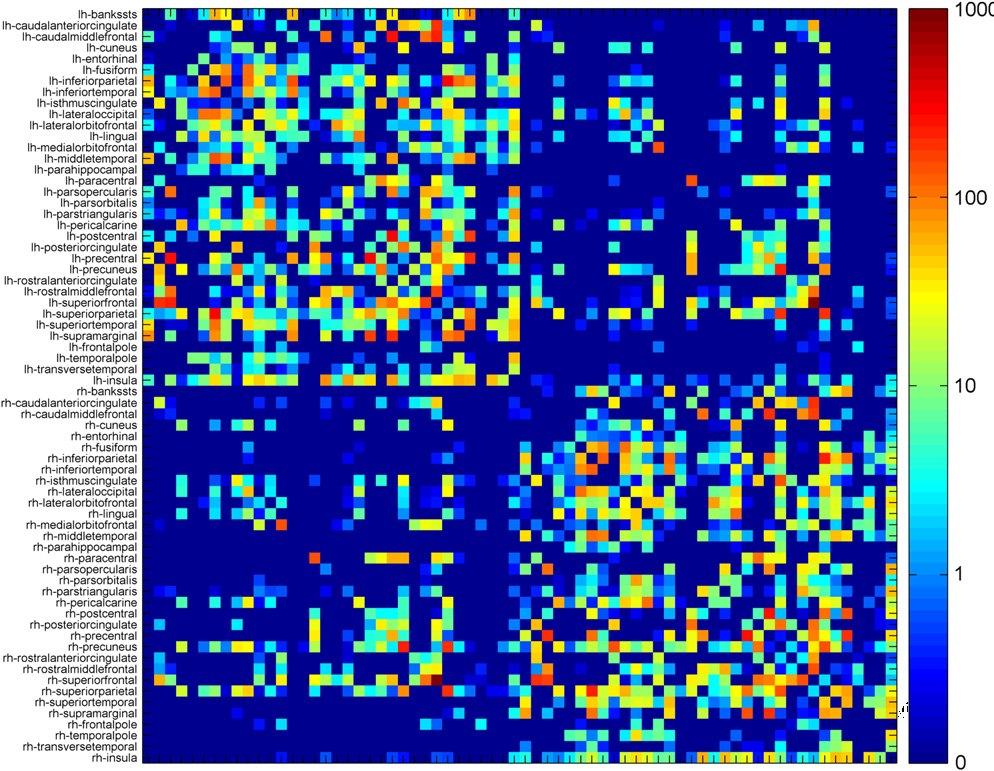 lh-bankssts
lh-caudalanteriorcingulate
lh-caudalmiddlefrontal
lh-cuneus
lh-entorhinal
lh-fusiform
lh-inferiorparietal
lh-inferiortemporal
lh-isthmuscingulate
lh-lateraloccipital
lh-lateralorbitofrontal
lh-lingual
lh-medialorbitofrontal
lh-middletemporal
lh-parahippocampal
lh-paracentral
lh-parsopercularis
lh-parsorbitalis
lh-parstriangularis
lh-pericalcarine
lh-postcentral
lh-posteriorcingulate
lh-precentral
lh-precuneus
lh-rostralanteriorcingulate
lh-rostralmiddlefrontal
lh-superiorfrontal
lh-superiorparietal
lh-superiortemporal
lh-supramarginal
lh-frontalpole
lh-temporalpole
lh-transversetemporal
lh-insula
rh-bankssts
rh-caudalanteriorcingulate
rh-caudalmiddlefrontal
rh-cuneus
rh-entorhinal
rh-fusiform
rh-inferiorparietal
rh-inferiortemporal
rh-isthmuscingulate
rh-lateraloccipital
rh-lateralorbitofrontal
rh-lingual
rh-medialorbitofrontal
rh-middletemporal
rh-parahippocampal
rh-paracentral
rh-parsopercularis
rh-parsorbitalis
rh-parstriangularis
rh-pericalcarine
rh-postcentral
rh-posteriorcingulate
rh-precentral
rh-precuneus
rh-rostralanteriorcingulate
rh-rostralmiddlefrontal
rh-superiorfrontal
rh-superiorparietal
rh-superiortemporal
rh-supramarginal
rh-frontalpole
rh-temporalpole
rh-transversetemporal
rh-insula
1000
100
10
1
0